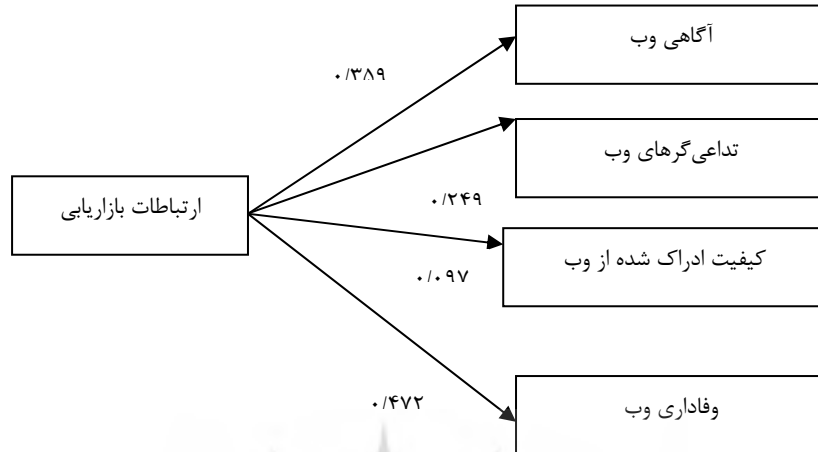 آگاهی وب
۰/۳۸۹
تداعی‌گرهای وب
ارتباطات بازاریابی
۰/۲۴۹
کیفیت ادراک شده از وب
۰/۰۹۷
وفاداری وب
۰/۴۷۲